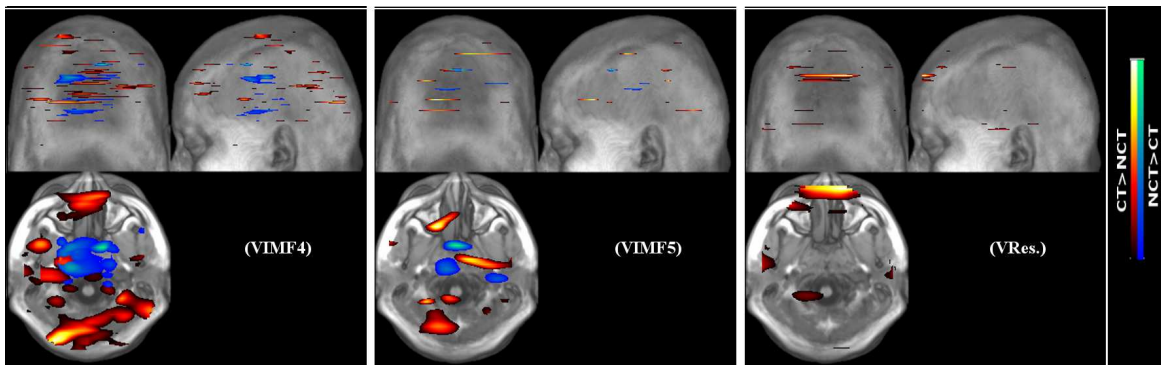 (VIMF4)
(VIMF5)
(VRes.)
CT>NCT
NCT>CT